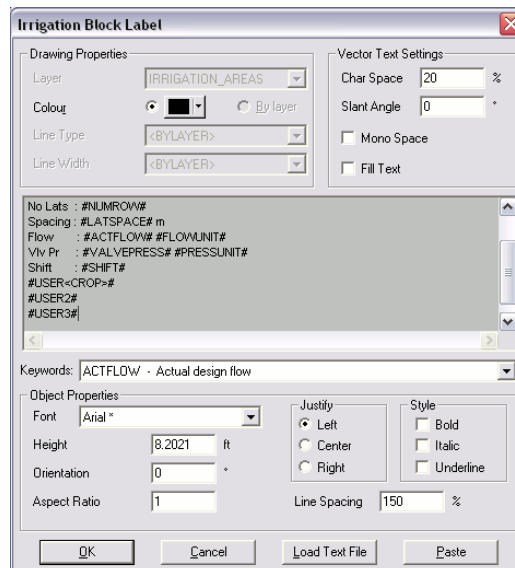 Irrigation Block Label
Drawing Properties
Layer IRRIGATION_AREAS
Colour By layer
Line Type <BYLAYER>
Line Width <BYLAYER>
Vector Text Settings
Char Space 20 %
Slant Angle 0 °
Mono Space
Fill Text
No Lats : #NUMROW#
Spacing : #LATSPACE# m
Flow : #ACTFLOW# #FLOWUNIT#
Vlv Pr : #VALVEPRESS# #PRESSUNIT#
Shift : #SHIFT#
#USER<CROP>#
#USER2#
#USER3#
Keywords: ACTFLOW - Actual design flow
Object Properties
Font Arial *
Height 8.2021 ft
Orientation 0 °
Aspect Ratio 1
Justify
Left
Center
Right
Style
Bold
Italic
Underline
Line Spacing 150 %
OK Cancel Load Text File Paste